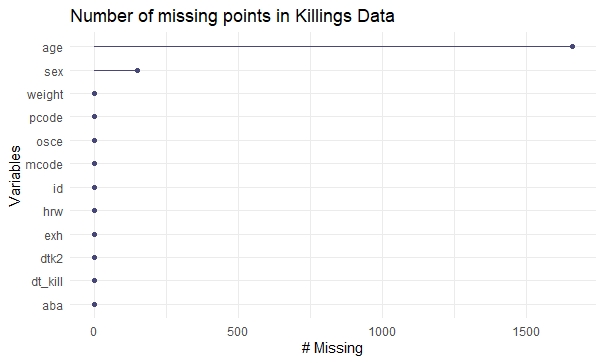 Number of missing points in Killings Data
Variables
age
sex
weight
pcode
osce
mcode
id
hrw
exh
dtk2
dt_kill
aba
0 500 1000 1500
# Missing